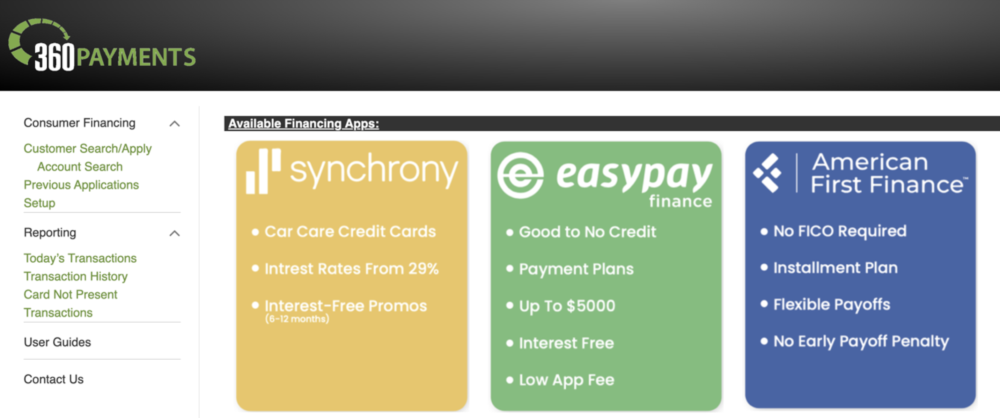 360PAYMENTS
Consumer Financing
Customer Search/Apply
Account Search
Previous Applications
Setup
Reporting
Today's Transactions
Transaction History
Card Not Present
Transactions
User Guides
Contact Us
Available Financing Apps:
synchrony
• Car Care Credit Cards
• Intrest Rates From 29%
• Interest-Free Promos
(6-12 months)
easypay
finance
• Good to No Credit
• Payment Plans
• Up To $5000
• Interest Free
• Low App Fee
American
First Finance™
• No FICO Required
• Installment Plan
• Flexible Payoffs
• No Early Payoff Penalty